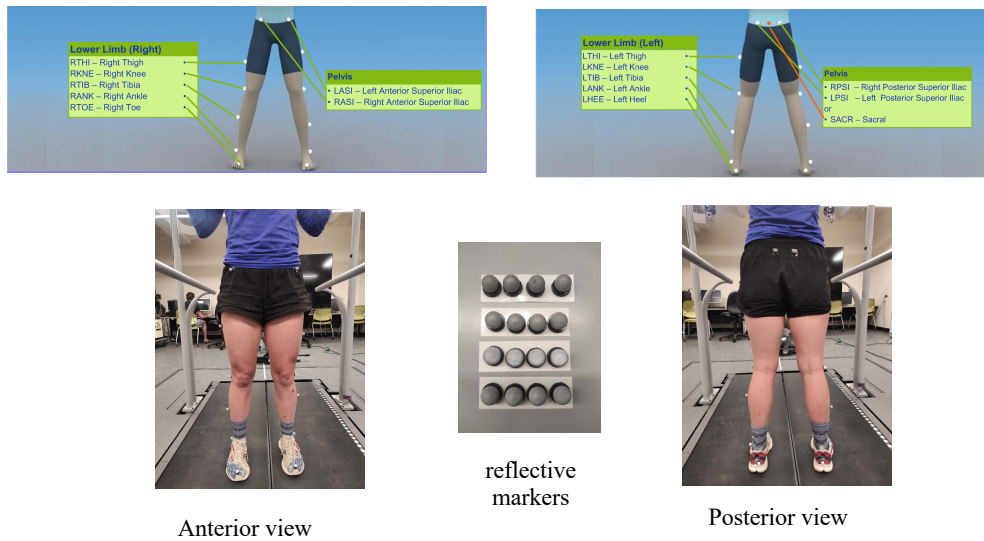 Lower Limb (Right)
RTHI – Right Thigh
RKNE – Right Knee
RTIB – Right Tibia
RANK – Right Ankle
RTOE – Right Toe
Pelvis
• LASI – Left Anterior Superior Iliac
• RASI – Right Anterior Superior Iliac
Lower Limb (Left)
LTHI – Left Thigh
LKNE – Left Knee
LTIB – Left Tibia
LANK – Left Ankle
LHEE – Left Heel
Pelvis
• RPSI – Right Posterior Superior Iliac
• LPSI – Left Posterior Superior Iliac
or
• SACR – Sacral
reflective
markers
Anterior view
Posterior view